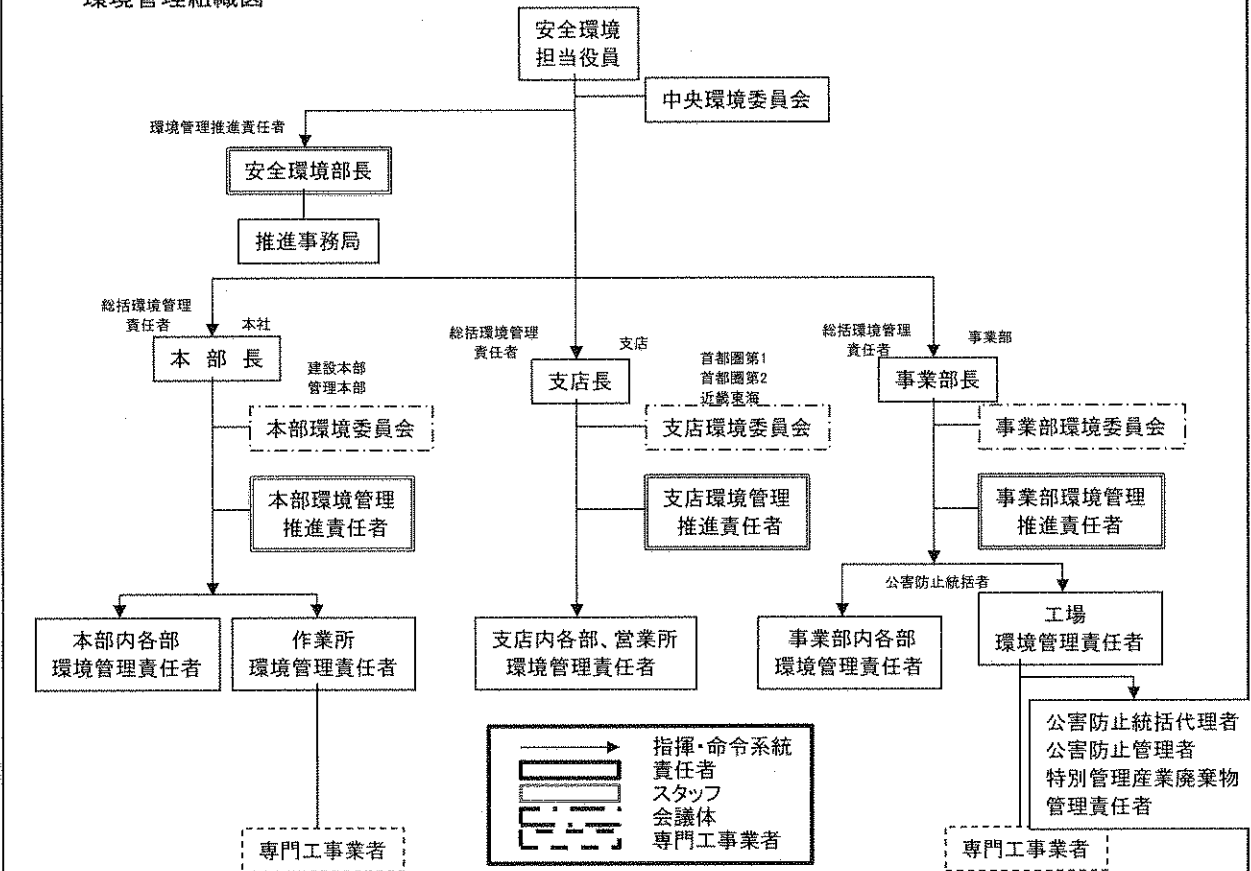 環境管理組織図
安全環境
担当役員
中央環境委員会
環境管理推進責任者
安全環境部長
推進事務局
総括環境管理
責任者
本社
本 部 長
建設本部
管理本部
本部環境委員会
本部環境管理
推進責任者
本部内各部
環境管理責任者
作業所
環境管理責任者
専門工事業者
総括環境管理
責任者
支店
支店長
首都圏第1
首都圏第2
近畿東海
支店環境委員会
支店環境管理
推進責任者
支店内各部、営業所
環境管理責任者
総括環境管理
責任者
事業部
事業部長
事業部環境委員会
事業部環境管理
推進責任者
公害防止統括者
事業部内各部
環境管理責任者
工場
環境管理責任者
公害防止統括代理者
公害防止管理者
特別管理産業廃棄物
管理責任者
専門工事業者
指揮・命令系統
責任者
スタッフ
会議体
専門工事業者